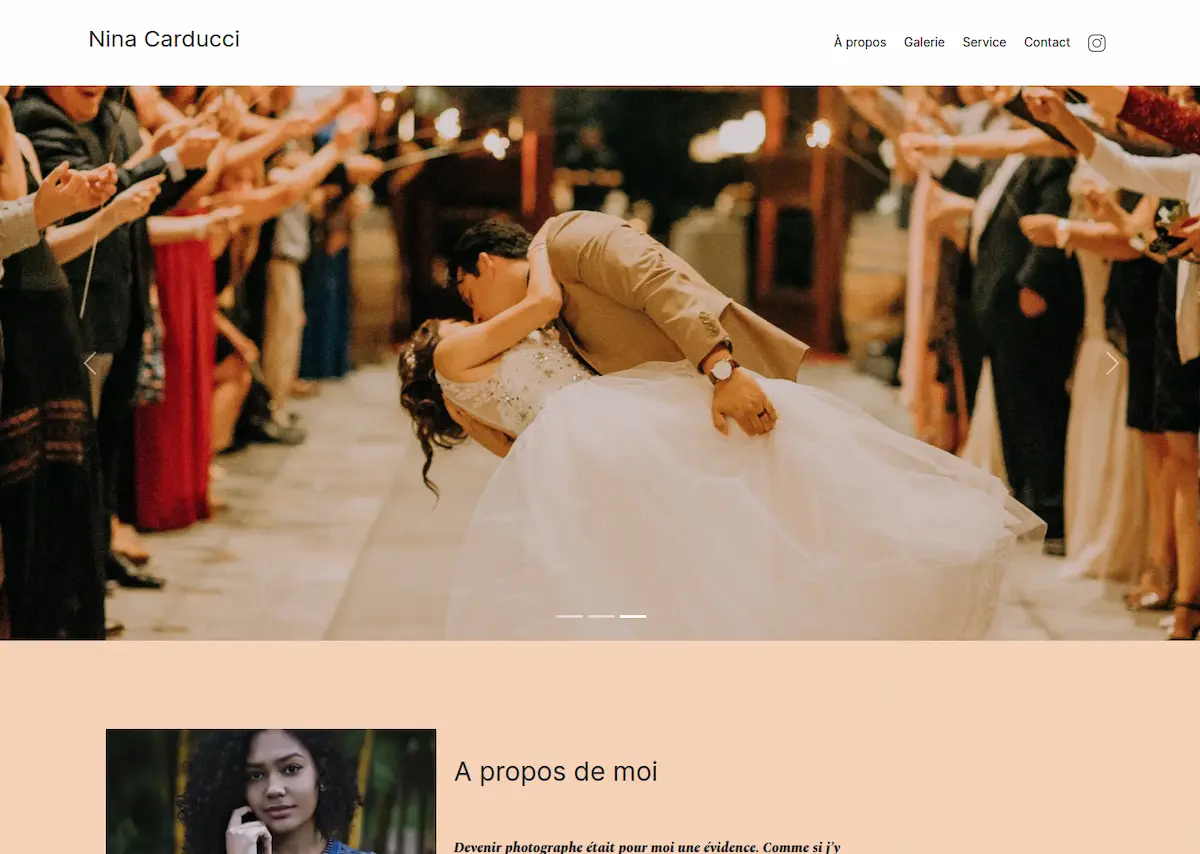 Nina Carducci
À propos Galerie Service Contact
A propos de moi
Devenir photographe était pour moi une évidence. Comme si j'y